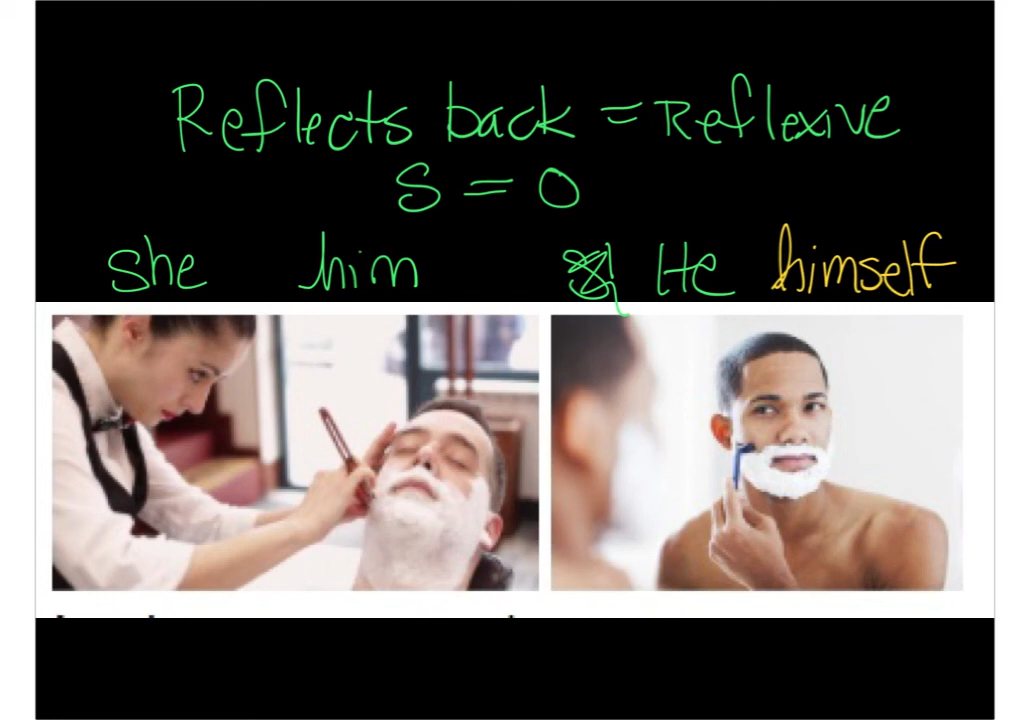 Reflects back = Reflexive
S = O
she him He himself